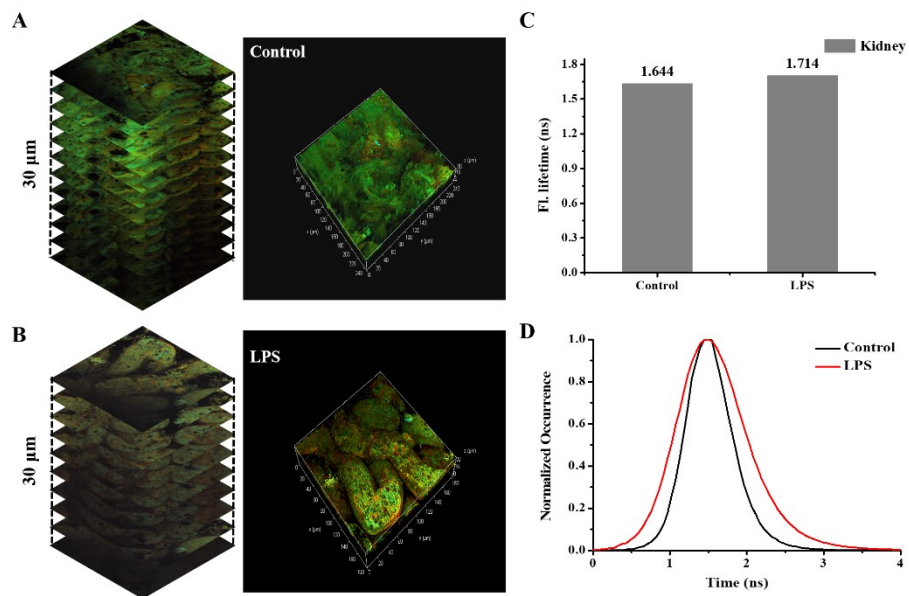 A
30 µm
Control
B
30 µm
LPS
C
Kidney
Fl. lifetime (ns)
1.8
1.5
1.2
0.9
0.6
0.3
0.0
1.644
1.714
Control
LPS
D
Control
LPS
Normalized Occurrence
1.0
0.8
0.6
0.4
0.2
0.0
0
1
2
3
4
Time (ns)